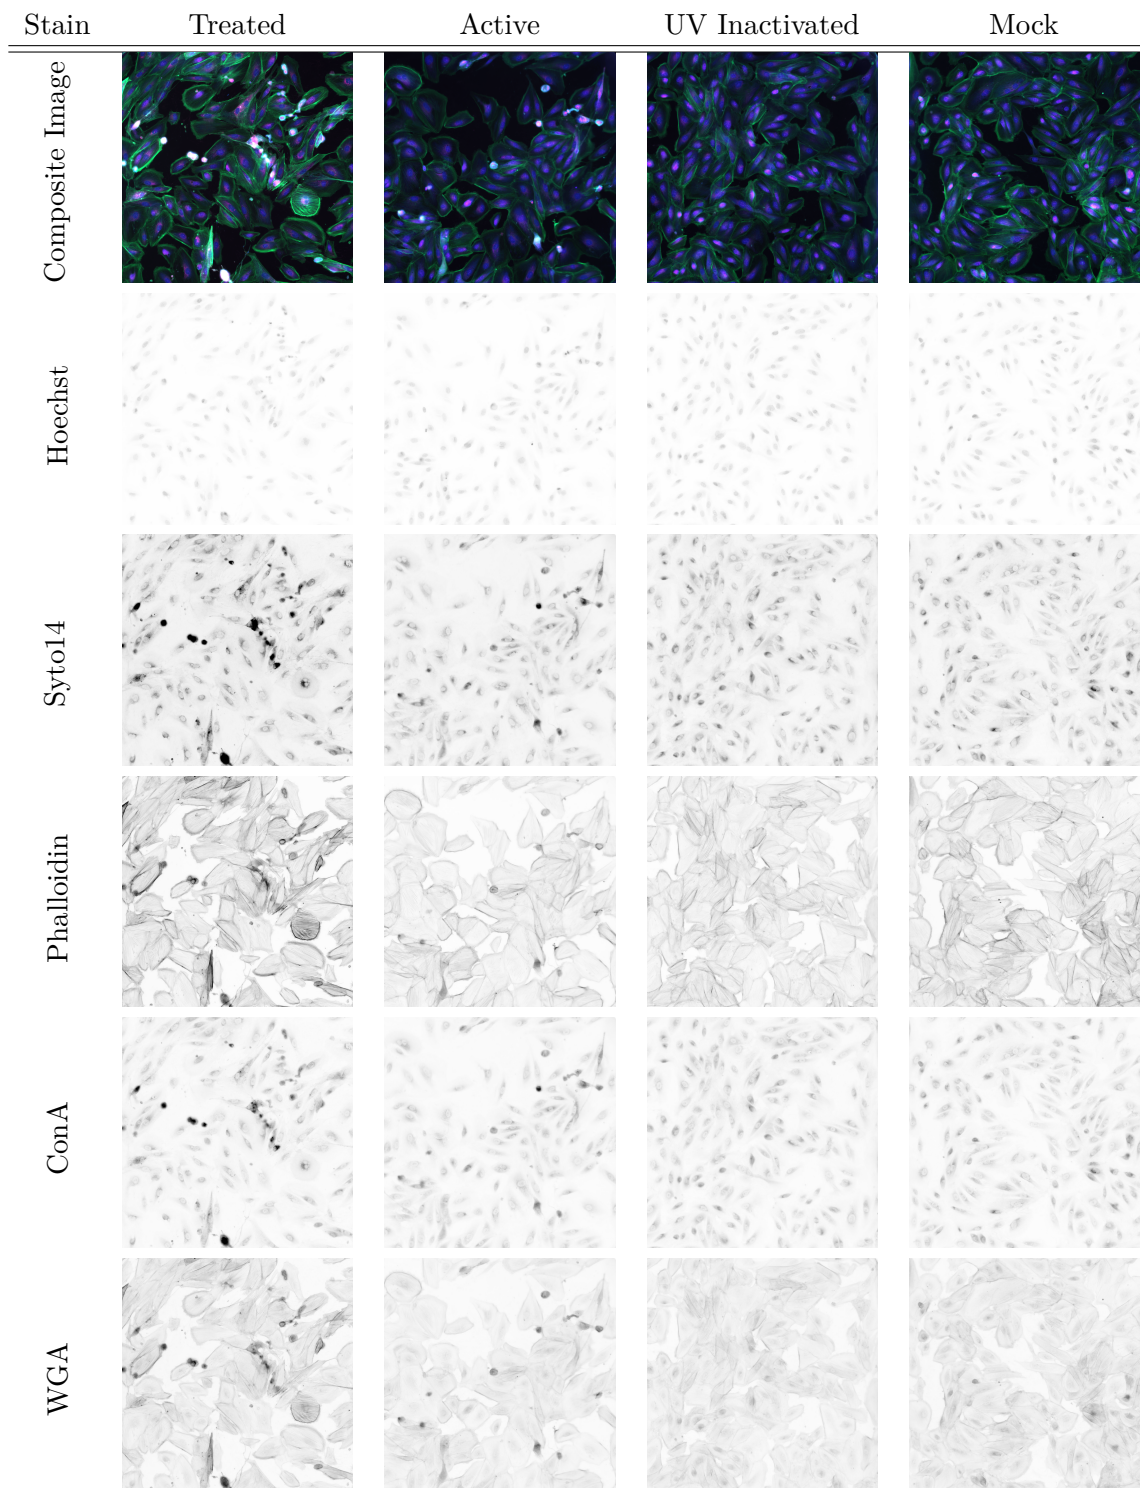 Stain Treated Active UV Inactivated Mock
Composite Image
Hoechst
Syto14
Phalloidin
ConA
WGA